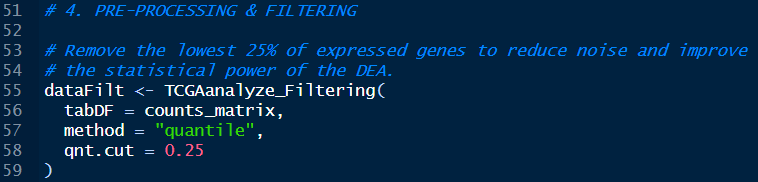 51 # 4. PRE-PROCESSING & FILTERING
52
53 # Remove the lowest 25% of expressed genes to reduce noise and improve
54 # the statistical power of the DEA.
55 dataFilt <- TCGAanalyze_Filtering(
56   tabDF = counts_matrix,
57   method = "quantile",
58   qnt.cut = 0.25
59 )